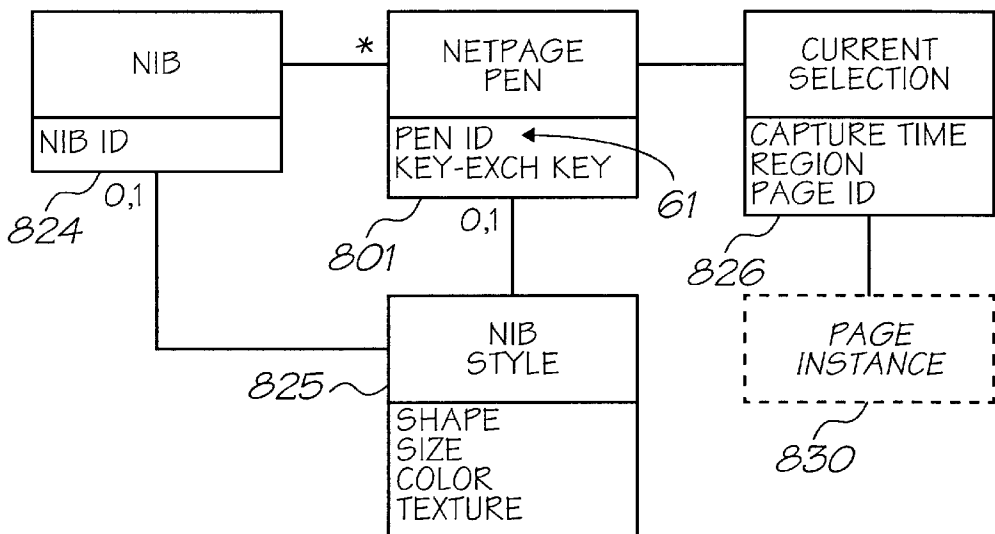 NIB
NIB ID
0,1
824
*
NETPAGE
PEN
PEN ID
KEY-EXCH KEY
61
0,1
801
CURRENT
SELECTION
CAPTURE TIME
REGION
PAGE ID
826
NIB
STYLE
825
SHAPE
SIZE
COLOR
TEXTURE
PAGE
INSTANCE
830